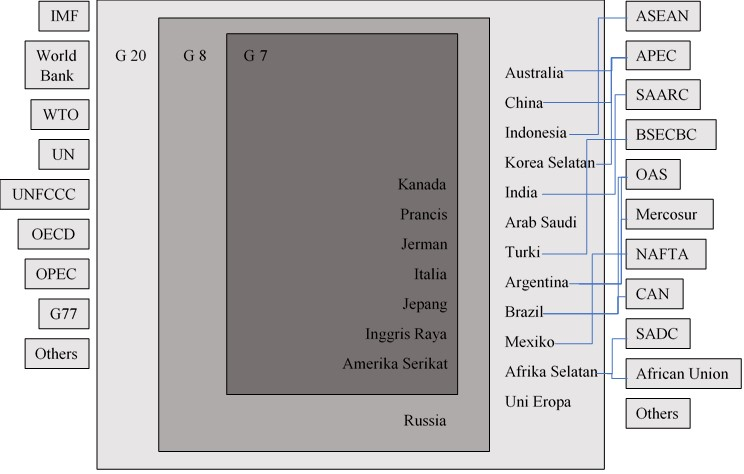 IMF
World
Bank
WTO
UN
UNFCCC
OECD
OPEC
G77
Others
G 20
G 8
G 7
Kanada
Prancis
Jerman
Italia
Jepang
Inggris Raya
Amerika Serikat
Russia
Australia
China
Indonesia
Korea Selatan
India
Arab Saudi
Turki
Argentina
Brazil
Mexiko
Afrika Selatan
Uni Eropa
ASEAN
APEC
SAARC
BSECBC
OAS
Mercosur
NAFTA
CAN
SADC
African Union
Others